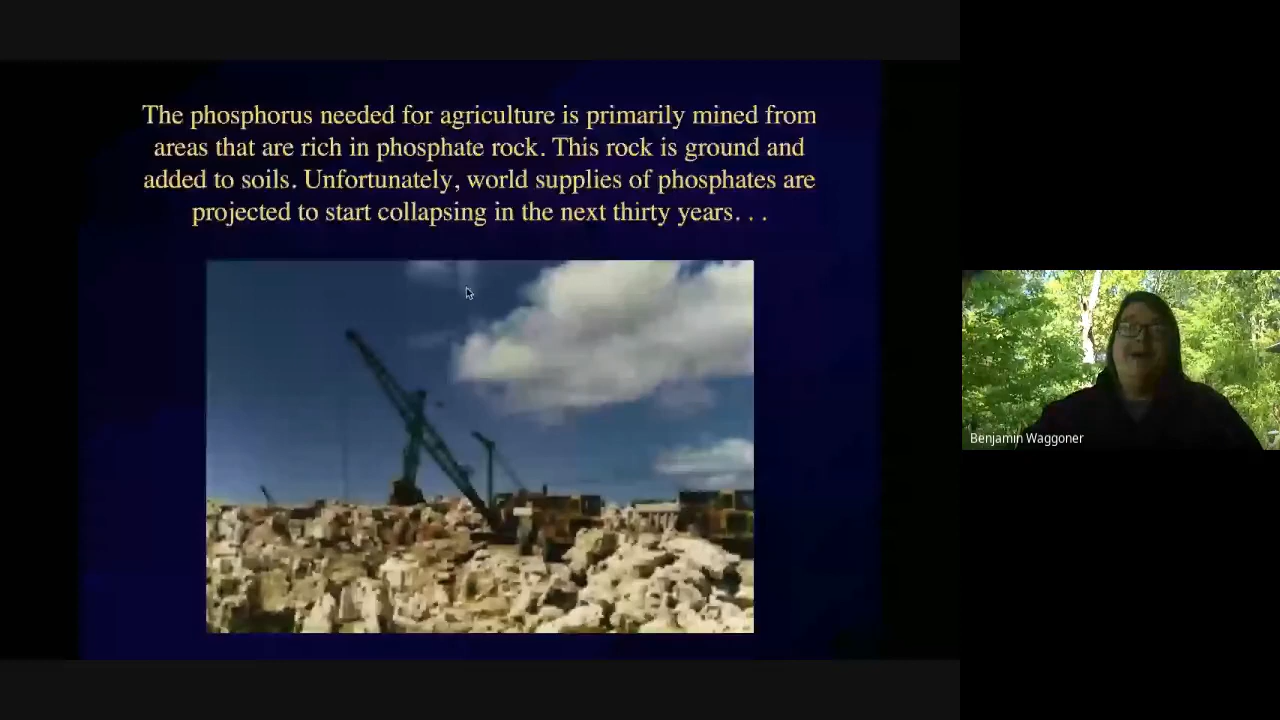 The phosphorus needed for agriculture is primarily mined from
areas that are rich in phosphate rock. This rock is ground and
added to soils. Unfortunately, world supplies of phosphates are
projected to start collapsing in the next thirty years. . .
Benjamin Waggoner